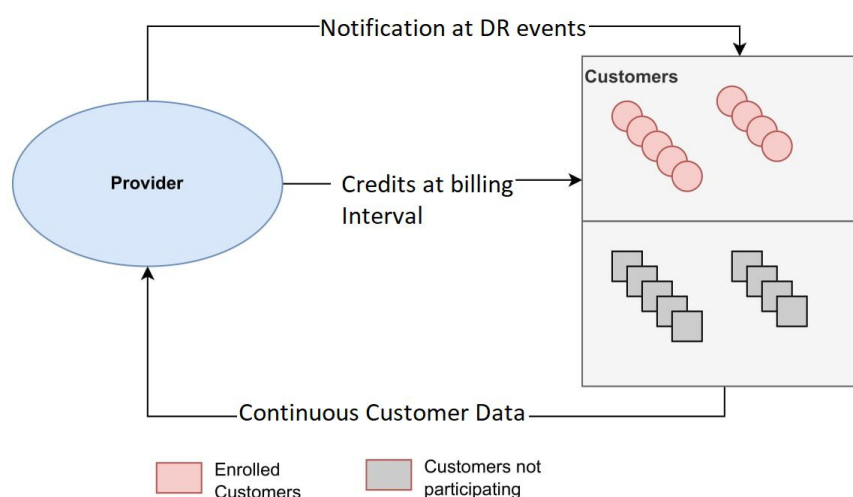 Notification at DR events
Customers
Provider
Credits at billing
Interval
Continuous Customer Data
Enrolled
Customers
Customers not
participating